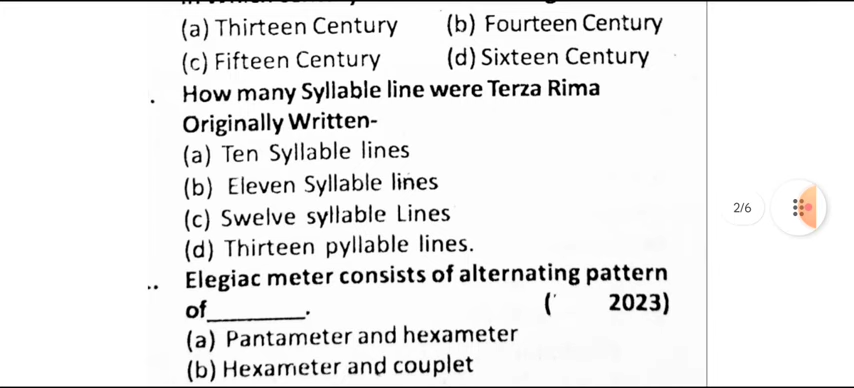 (a) Thirteen Century (b) Fourteen Century
(c) Fifteen Century (d) Sixteen Century
. How many Syllable line were Terza Rima
Originally Written-
(a) Ten Syllable lines
(b) Eleven Syllable lines
(c) Swelve syllable Lines
(d) Thirteen pyllable lines.
.. Elegiac meter consists of alternating pattern
of_________. ( 2023)
(a) Pantameter and hexameter
(b) Hexameter and couplet
2/6